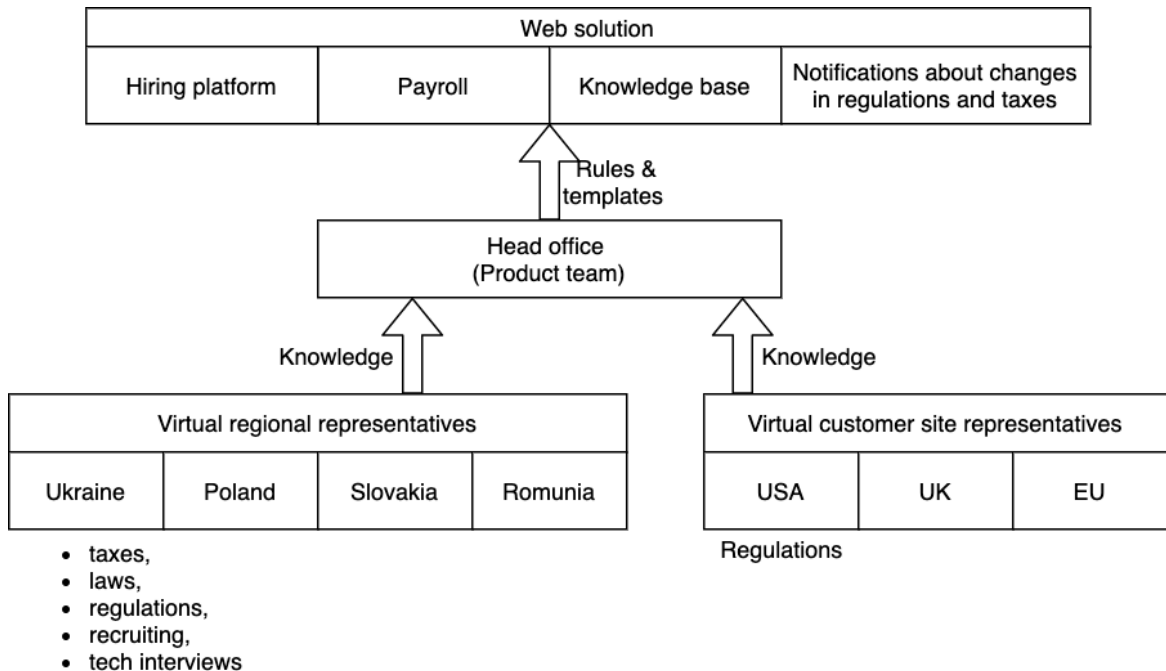 Web solution
Hiring platform
Payroll
Knowledge base
Notifications about changes
in regulations and taxes
Rules &
templates
Head office
(Product team)
Knowledge
Knowledge
Virtual regional representatives
Ukraine
Poland
Slovakia
Romunia
Virtual customer site representatives
USA
UK
EU
• taxes,
• laws,
• regulations,
• recruiting,
• tech interviews
Regulations